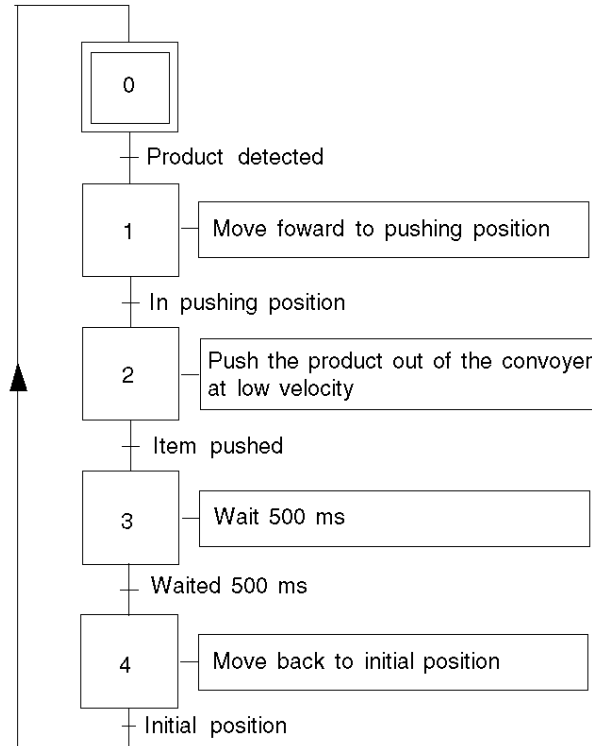 0
Product detected
1
Move foward to pushing position
In pushing position
2
Push the product out of the convoyer
at low velocity
Item pushed
3
Wait 500 ms
Waited 500 ms
4
Move back to initial position
Initial position